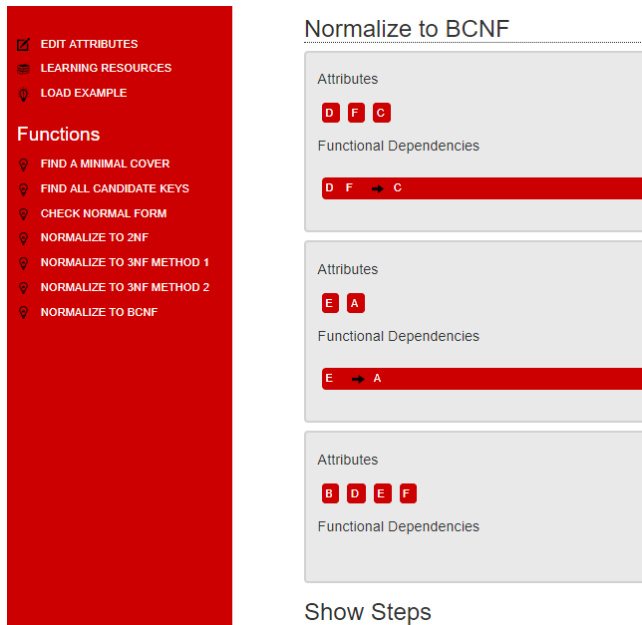 EDIT ATTRIBUTES
LEARNING RESOURCES
LOAD EXAMPLE
Functions
FIND A MINIMAL COVER
FIND ALL CANDIDATE KEYS
CHECK NORMAL FORM
NORMALIZE TO 2NF
NORMALIZE TO 3NF METHOD 1
NORMALIZE TO 3NF METHOD 2
NORMALIZE TO BCNF
Normalize to BCNF
Attributes
D F C
Functional Dependencies
D F → C
Attributes
E A
Functional Dependencies
E → A
Attributes
B D E F
Functional Dependencies
Show Steps